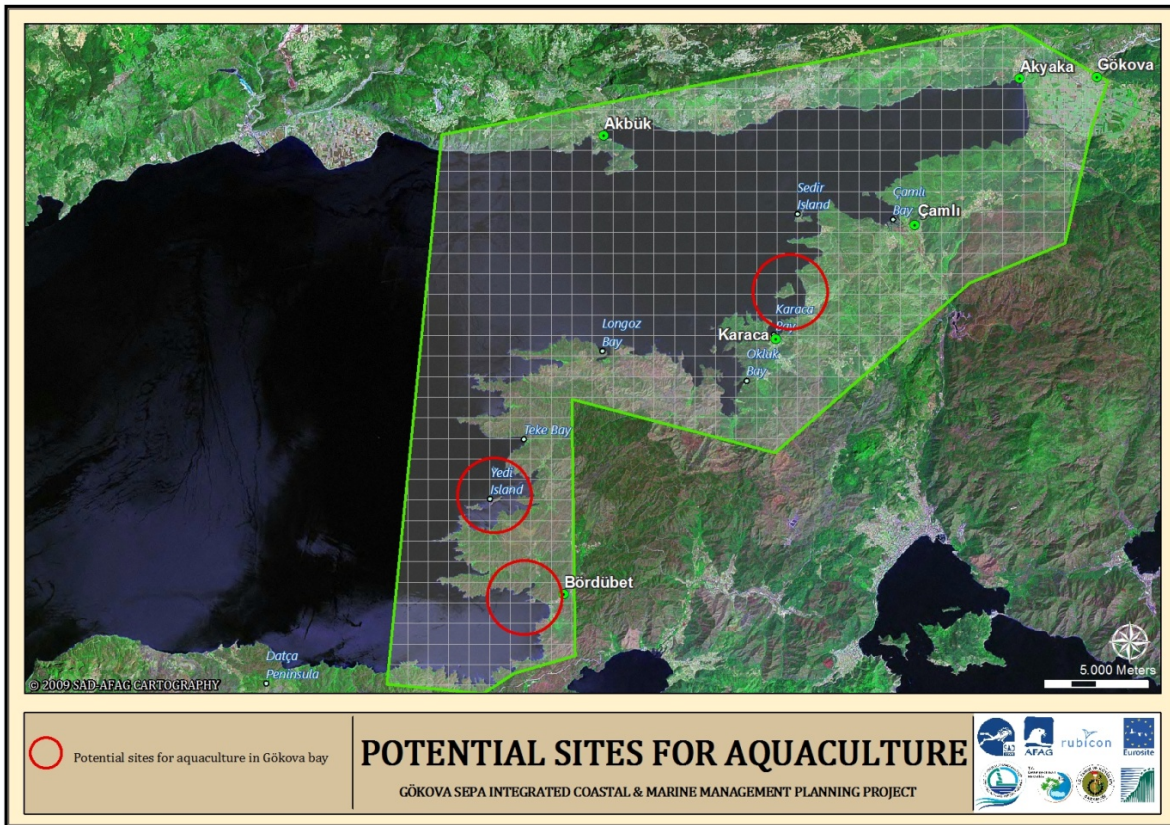 Akyaka
Gökova
Akbük
Sedir
Island
Çamlı
Bay
Çamlı
Karaca
Bay
Karaca
Longoz
Bay
Oklük
Bay
Teke Bay
Yedi
Island
Bördübet
Datça
Peninsula
5.000 Meters
© 2009 SAD-AFAG CARTOGRAPHY
Potential sites for aquaculture in Gökova bay
POTENTIAL SITES FOR AQUACULTURE
GÖKOVA SEPA INTEGRATED COASTAL & MARINE MANAGEMENT PLANNING PROJECT
AFAG
rubicon
Eurosite